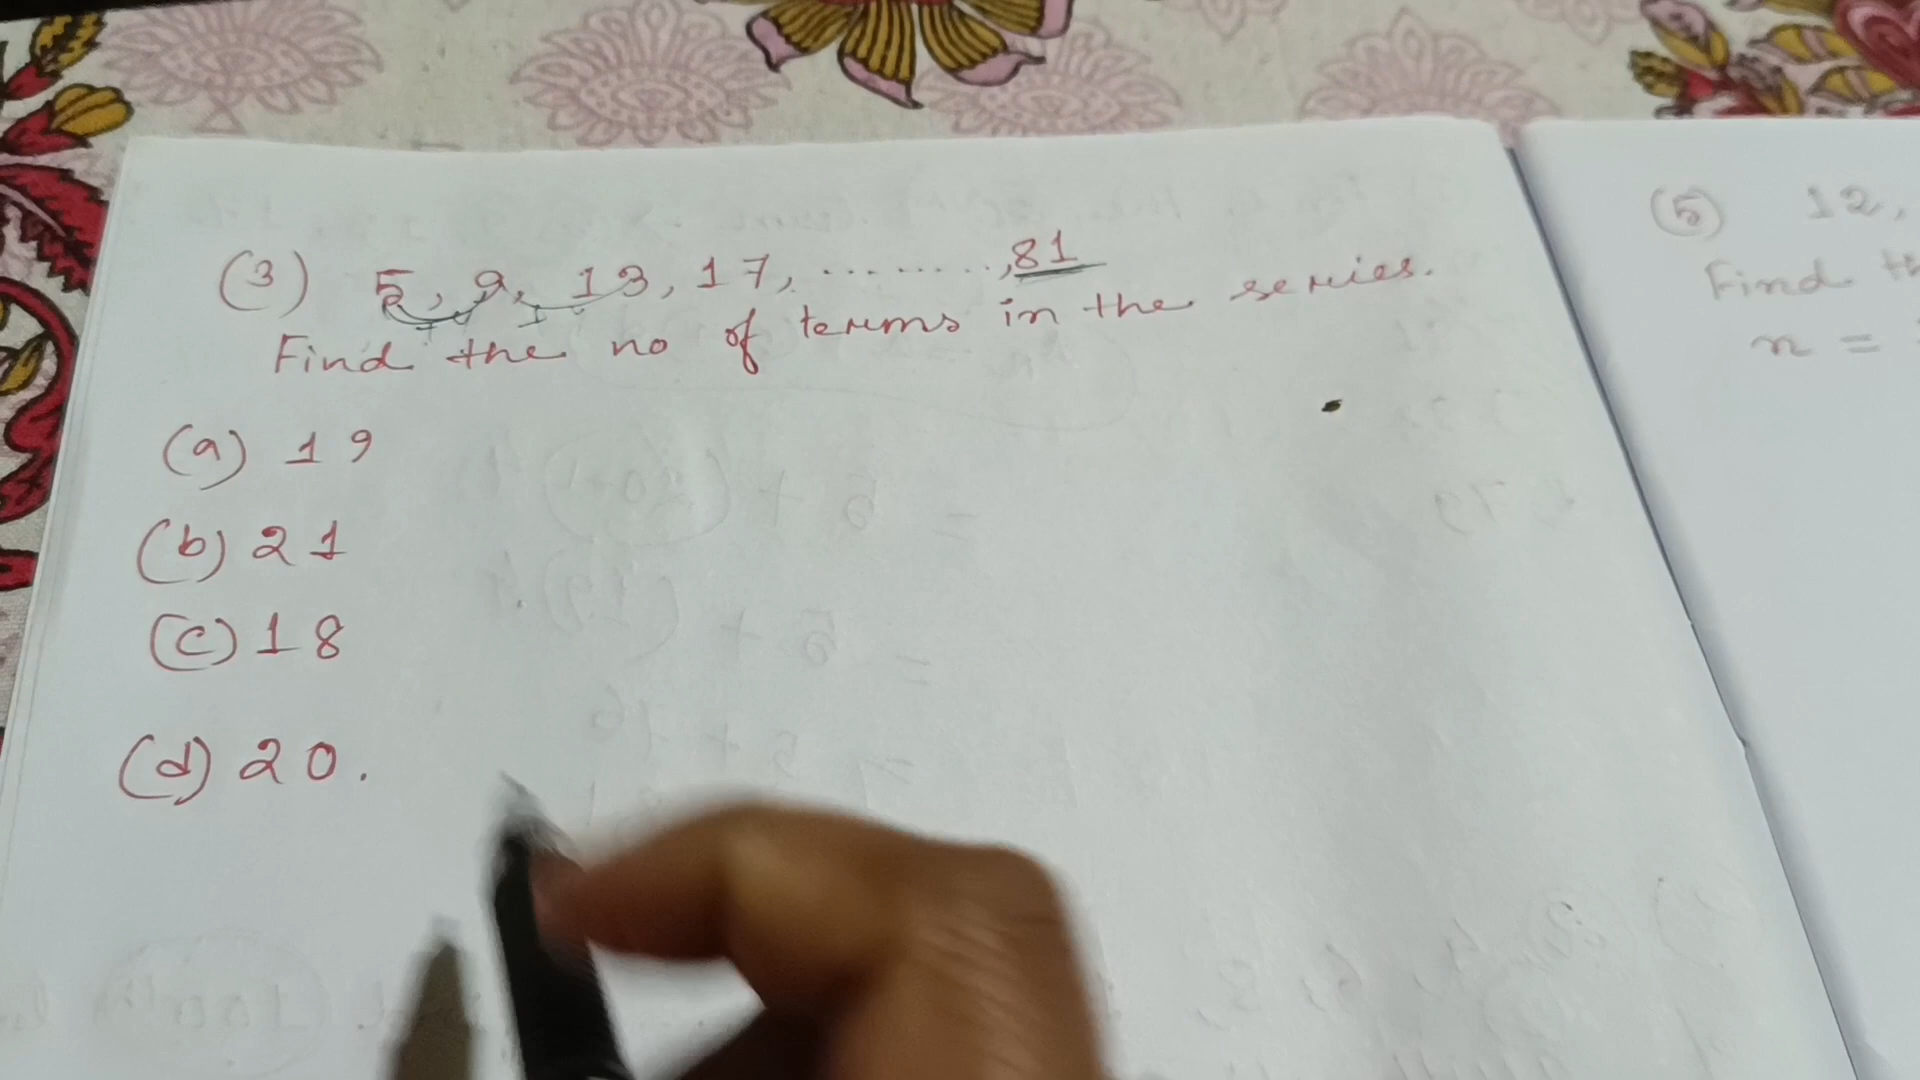 (3) 5, 9, 13, 17, ........, 81
Find the no of terms in the series.
(a) 19
(b) 21
(c) 18
(d) 20.
(5) 12,
Find th
n =